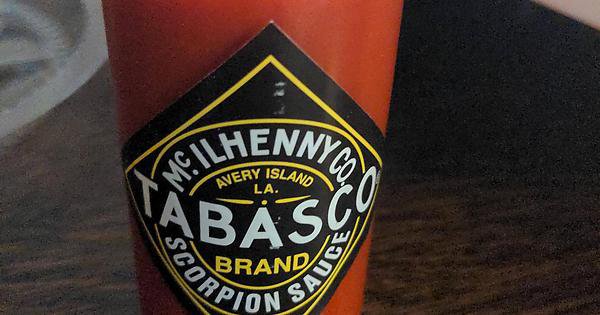 McILHENNY CO.
AVERY ISLAND
LA.
TABASCO
BRAND
SCORPION SAUCE